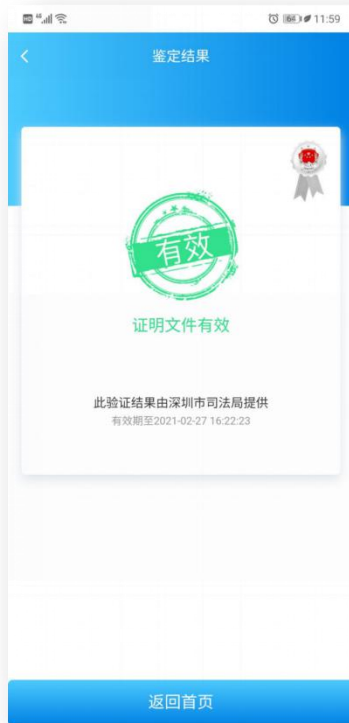 11:59
鉴定结果
有效
证明文件有效
此验证结果由深圳市司法局提供
有效期至2021-02-27 16:22:23
返回首页